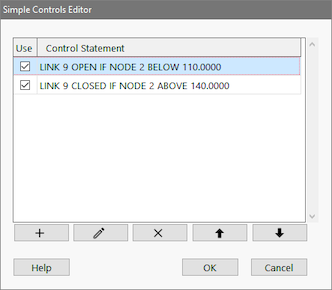 Simple Controls Editor
Use Control Statement
LINK 9 OPEN IF NODE 2 BELOW 110.0000
LINK 9 CLOSED IF NODE 2 ABOVE 140.0000
Help OK Cancel